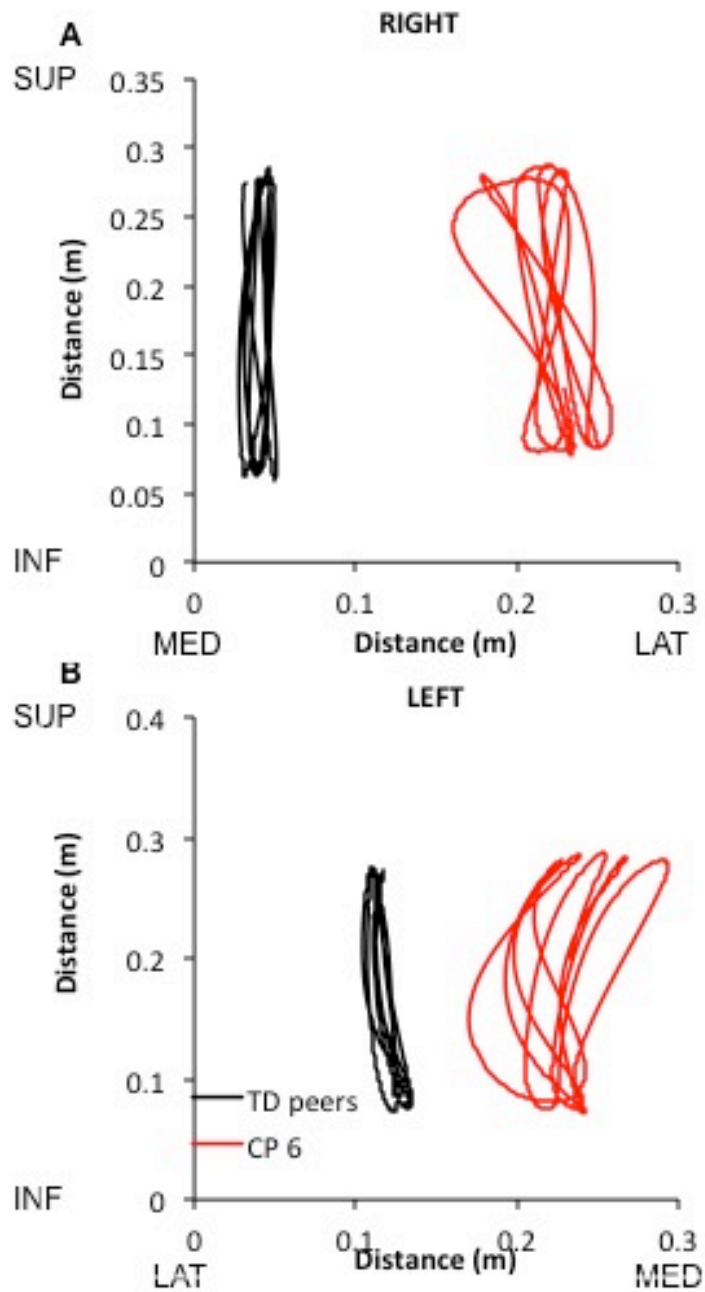 A
RIGHT
SUP
0.35
0.3
0.25
0.2
0.15
0.1
0.05
0
INF
Distance (m)
0 0.1 0.2 0.3
MED Distance (m) LAT
B
LEFT
SUP
0.4
0.3
0.2
0.1
0
INF
Distance (m)
TD peers
CP 6
0 0.1 0.2 0.3
Distance (m)
LAT MED